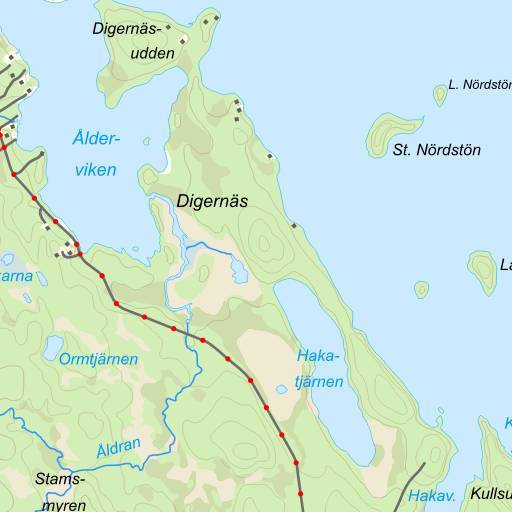 Digernäs-
udden
L. Nördstön
Ålder-
viken
St. Nördstön
Digernäs
La
arna
Haka-
tjärnen
Ormtjärnen
Åldran
Stams-
myren
Hakav.
Kullsu